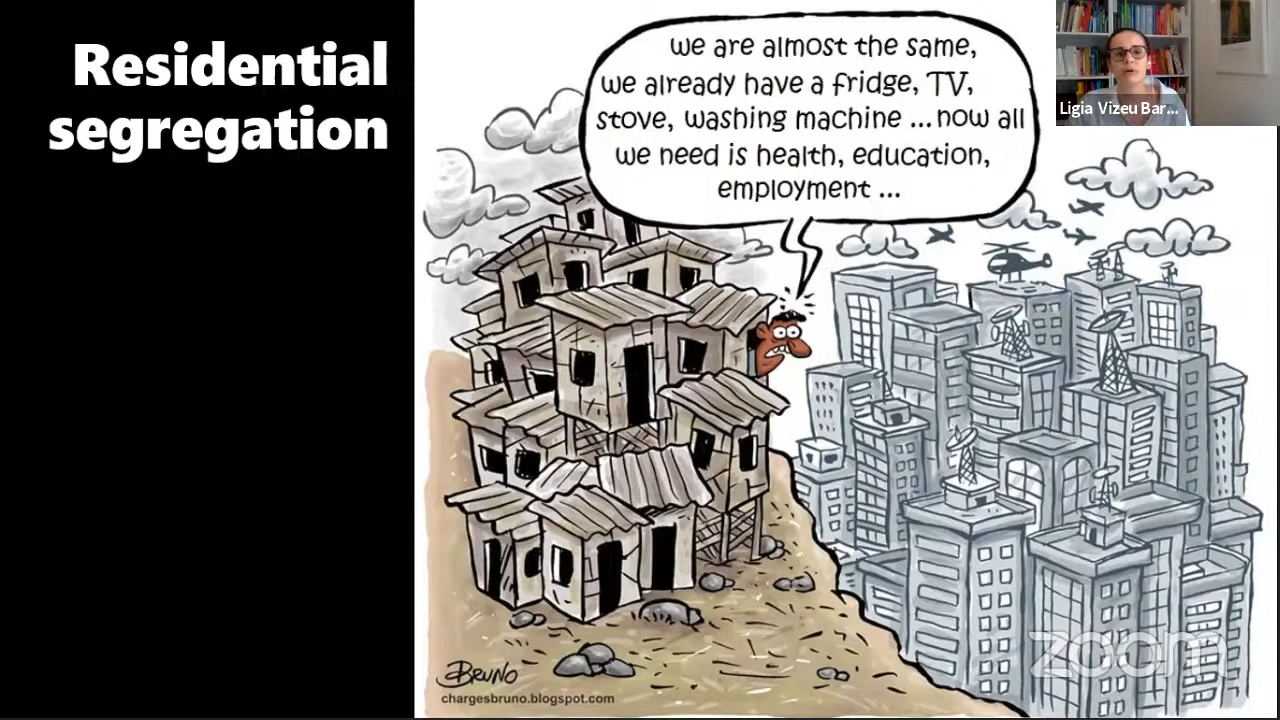 Residential
segregation
we are almost the same,
we already have a fridge, TV,
stove, washing machine ...now all
we need is health, education,
employment ...
Ligia Vizeu Bar...
BRUNO
chargesbruno.blogspot.com
zoom